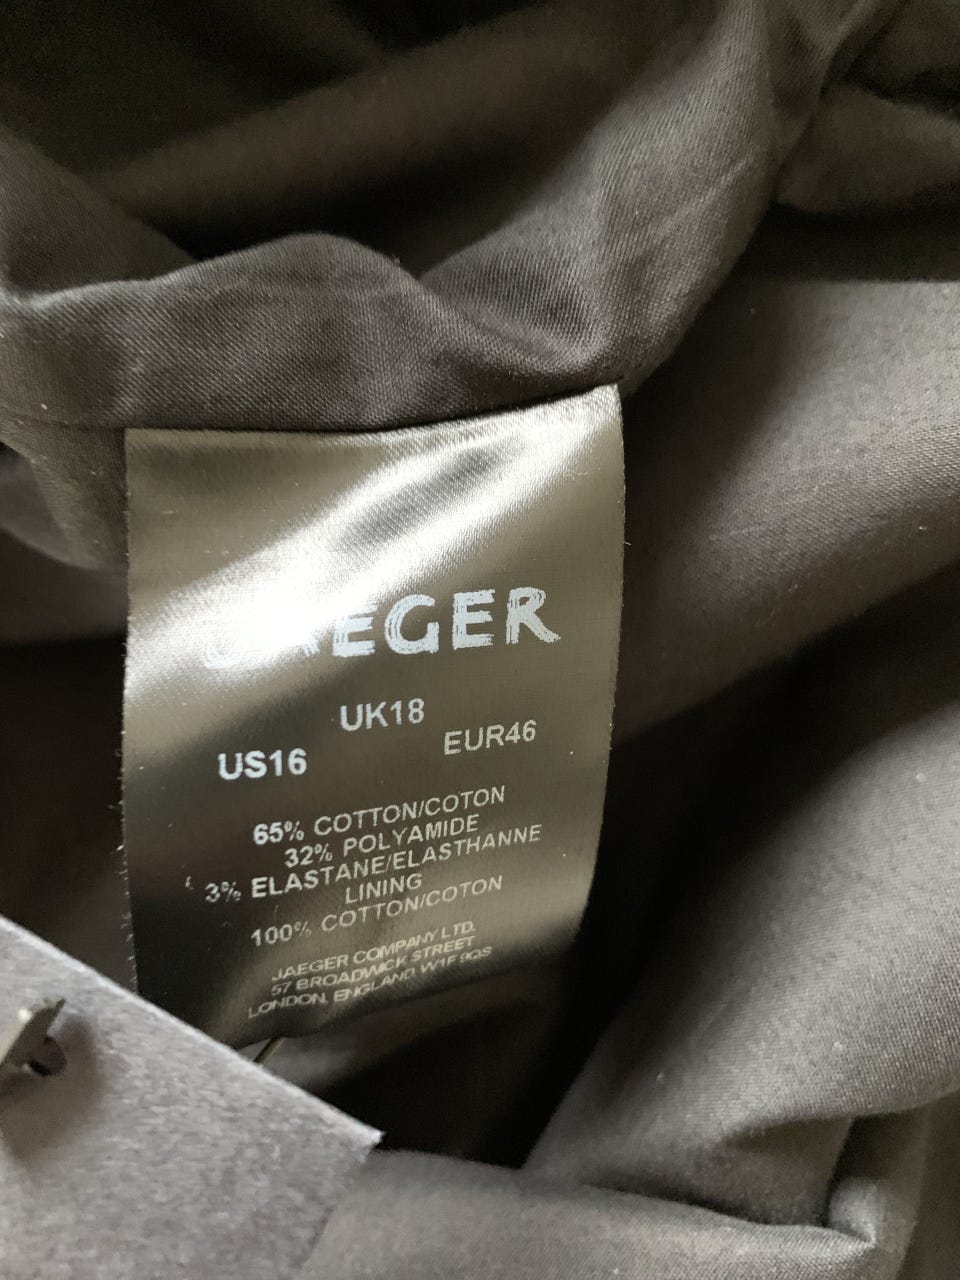 JAEGER
UK18
US16 EUR46
65% COTTON/COTON
32% POLYAMIDE
3% ELASTANE/ELASTHANNE
LINING
100% COTTON/COTON
JAEGER COMPANY LTD.
57 BROADWICK STREET
LONDON, ENGLAND, W1F 9QS